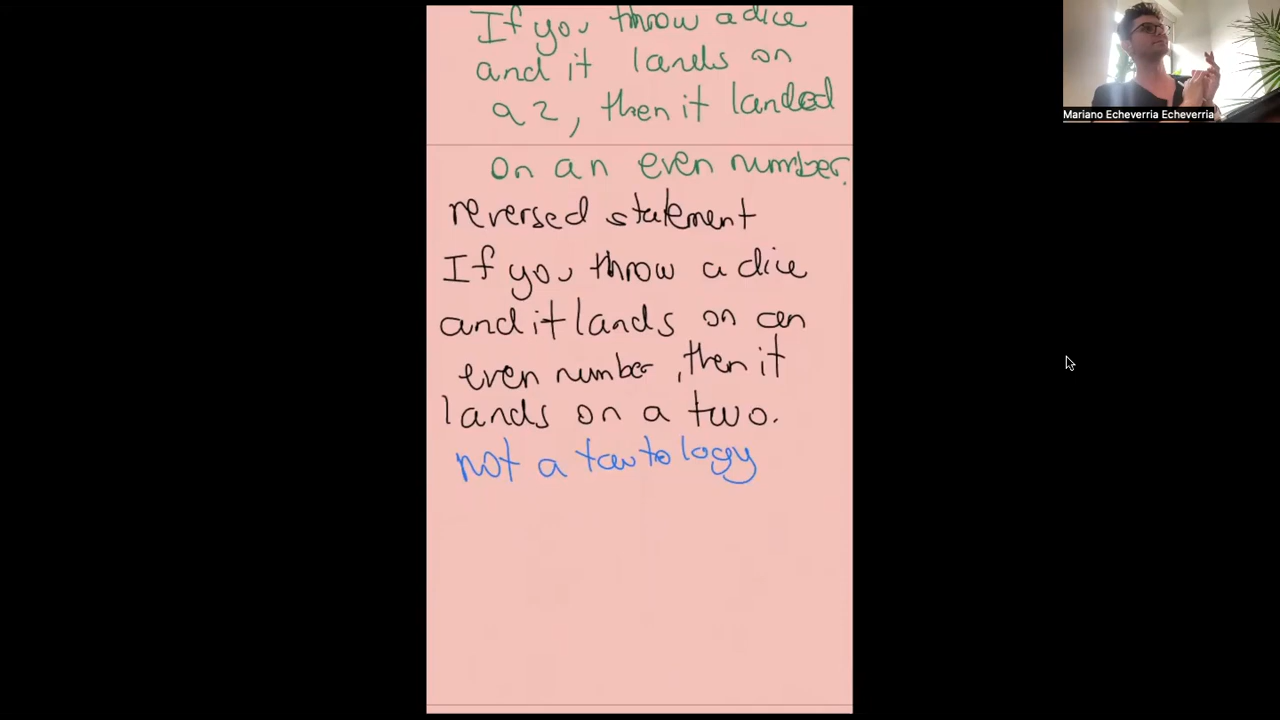 If you throw a dice
and it lands on
a 2, then it landed
on an even number.
reversed statement
If you throw a dice
and it lands on an
even number, then it
lands on a two.
not a tautology
Mariano Echeverria Echeverria